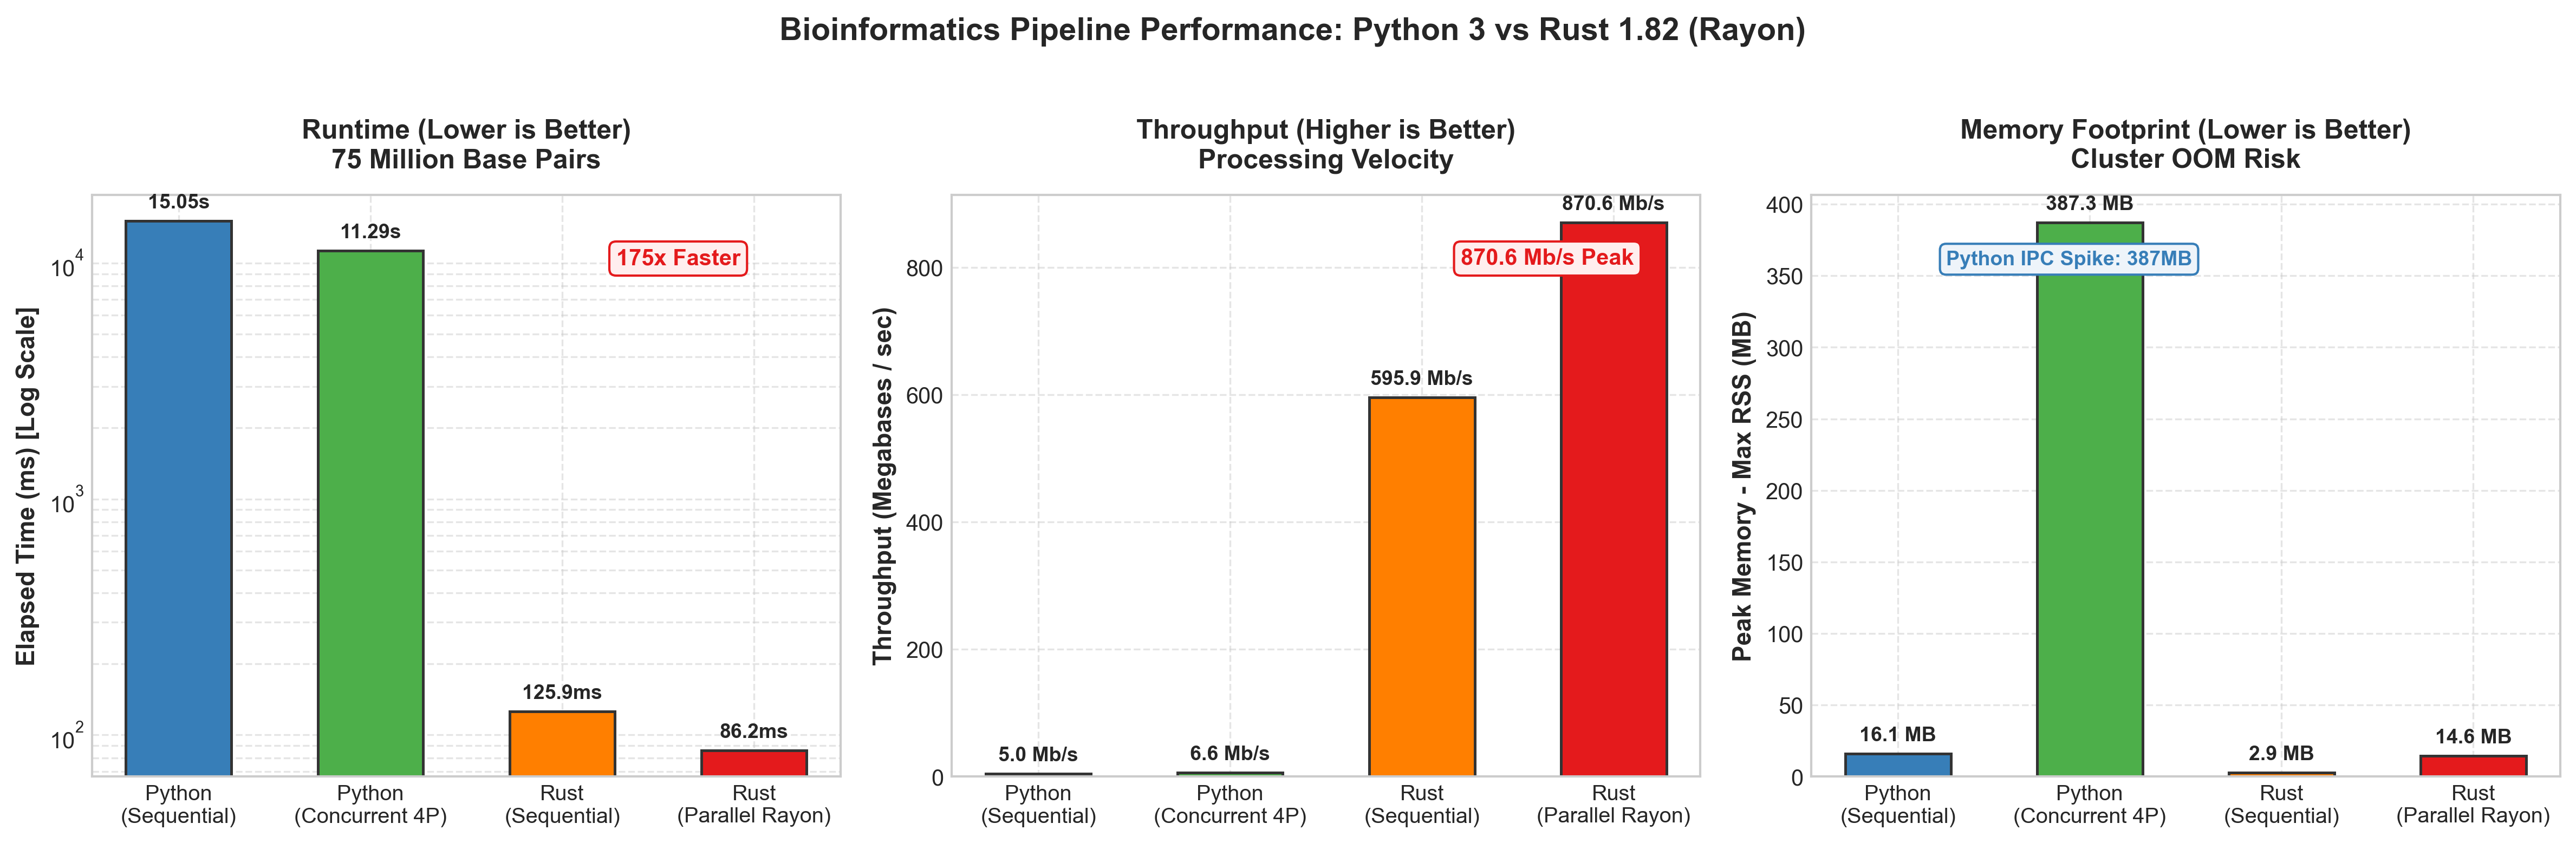 Bioinformatics Pipeline Performance: Python 3 vs Rust 1.82 (Rayon)
Runtime (Lower is Better)
75 Million Base Pairs
Elapsed Time (ms) [Log Scale]
10^4
10^3
10^2
15.05s
11.29s
125.9ms
86.2ms
175x Faster
Python
(Sequential)
Python
(Concurrent 4P)
Rust
(Sequential)
Rust
(Parallel Rayon)
Throughput (Higher is Better)
Processing Velocity
Throughput (Megabases / sec)
800
600
400
200
0
5.0 Mb/s
6.6 Mb/s
595.9 Mb/s
870.6 Mb/s
870.6 Mb/s Peak
Python
(Sequential)
Python
(Concurrent 4P)
Rust
(Sequential)
Rust
(Parallel Rayon)
Memory Footprint (Lower is Better)
Cluster OOM Risk
Peak Memory - Max RSS (MB)
400
350
300
250
200
150
100
50
0
16.1 MB
387.3 MB
2.9 MB
14.6 MB
Python IPC Spike: 387MB
Python
(Sequential)
Python
(Concurrent 4P)
Rust
(Sequential)
Rust
(Parallel Rayon)